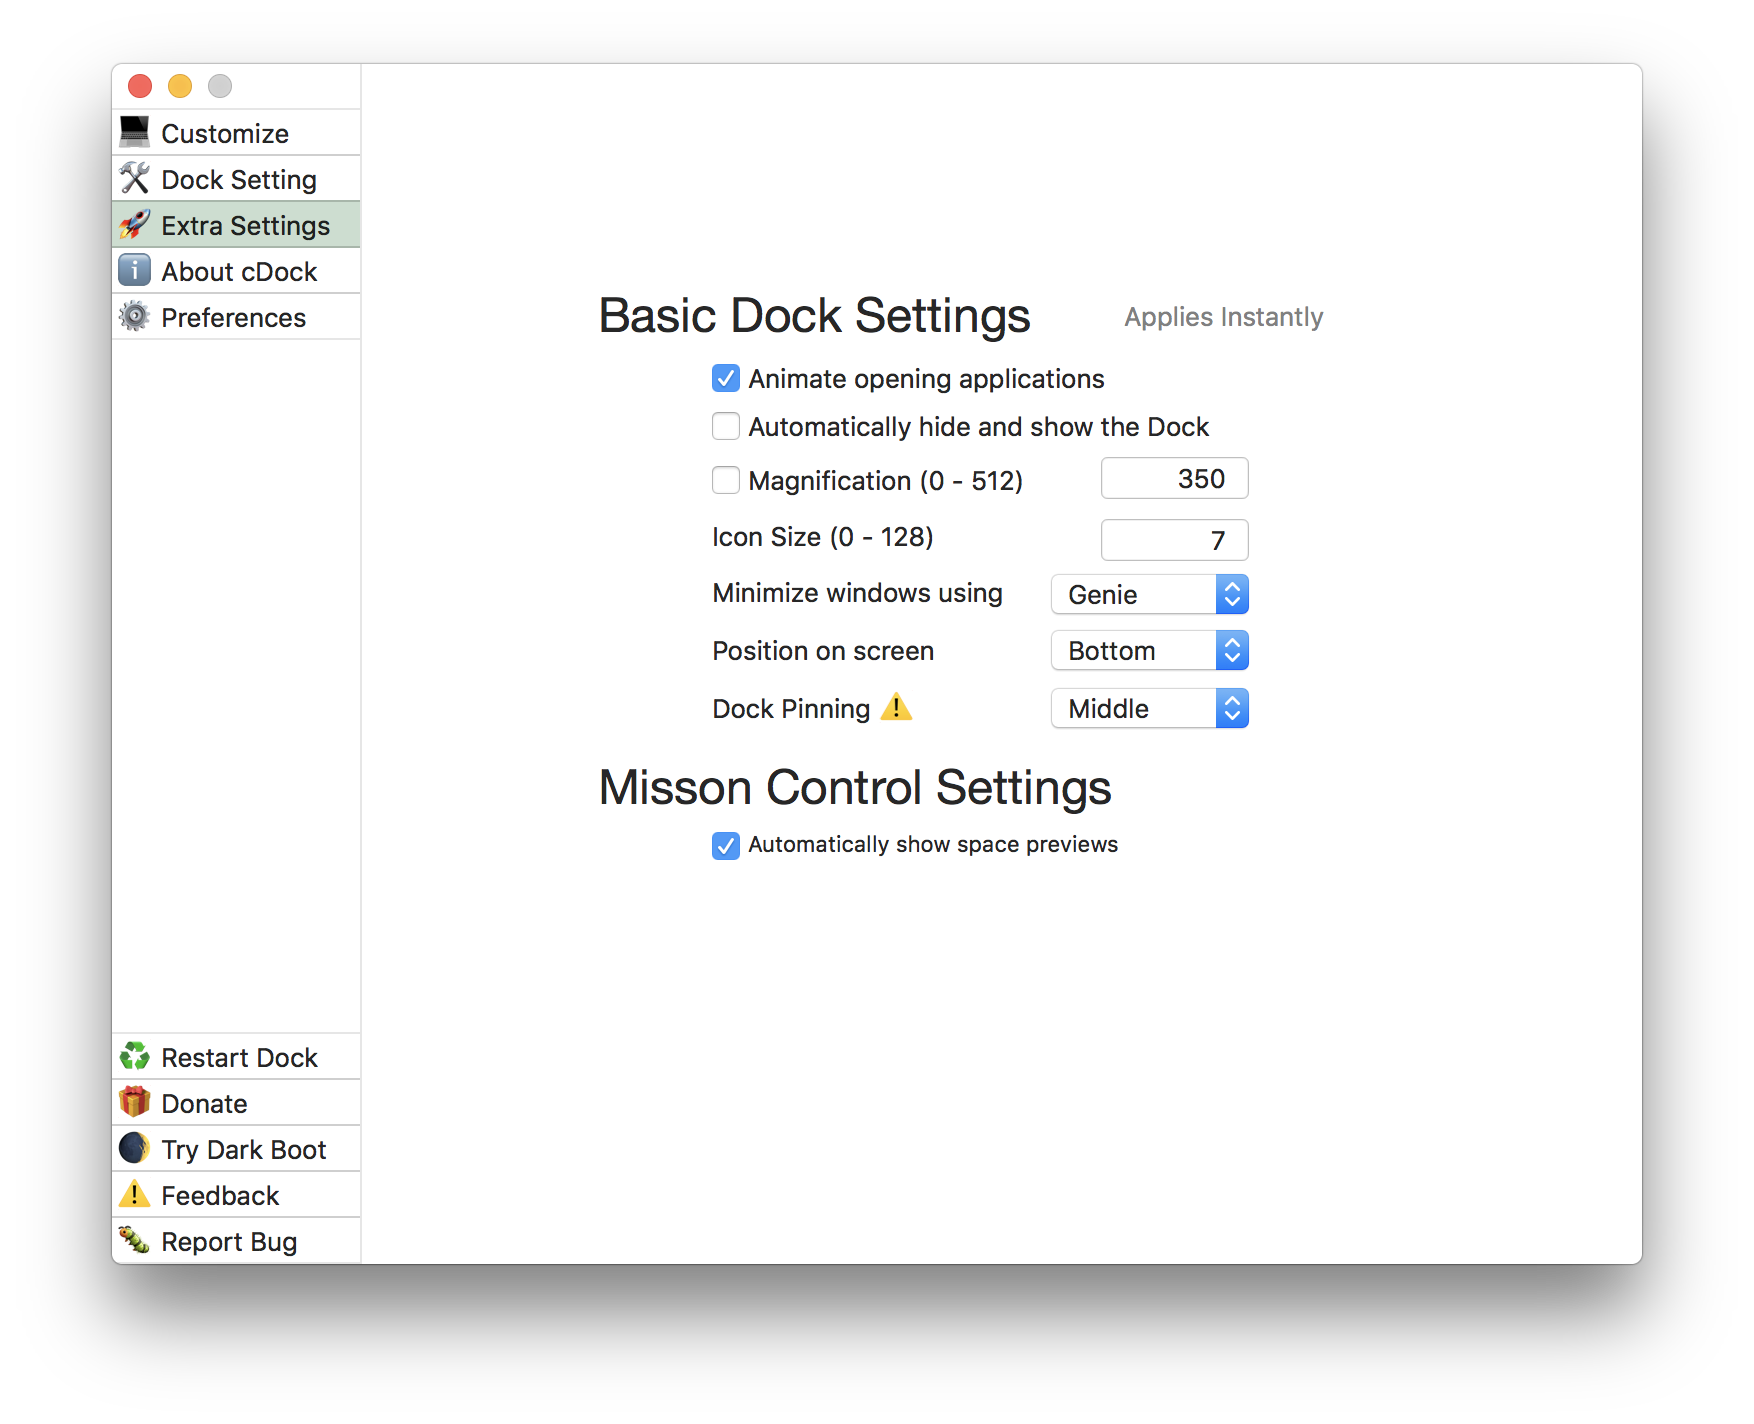 Customize
Dock Setting
Extra Settings
About cDock
Preferences
Basic Dock Settings Applies Instantly
Animate opening applications
Automatically hide and show the Dock
Magnification (0 - 512) 350
Icon Size (0 - 128) 7
Minimize windows using Genie
Position on screen Bottom
Dock Pinning Middle
Misson Control Settings
Automatically show space previews
Restart Dock
Donate
Try Dark Boot
Feedback
Report Bug